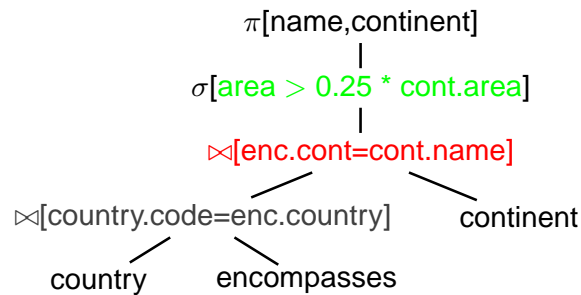 π[name,continent]
σ[area > 0.25 * cont.area]
⋈[enc.cont=cont.name]
⋈[country.code=enc.country]
continent
country
encompasses